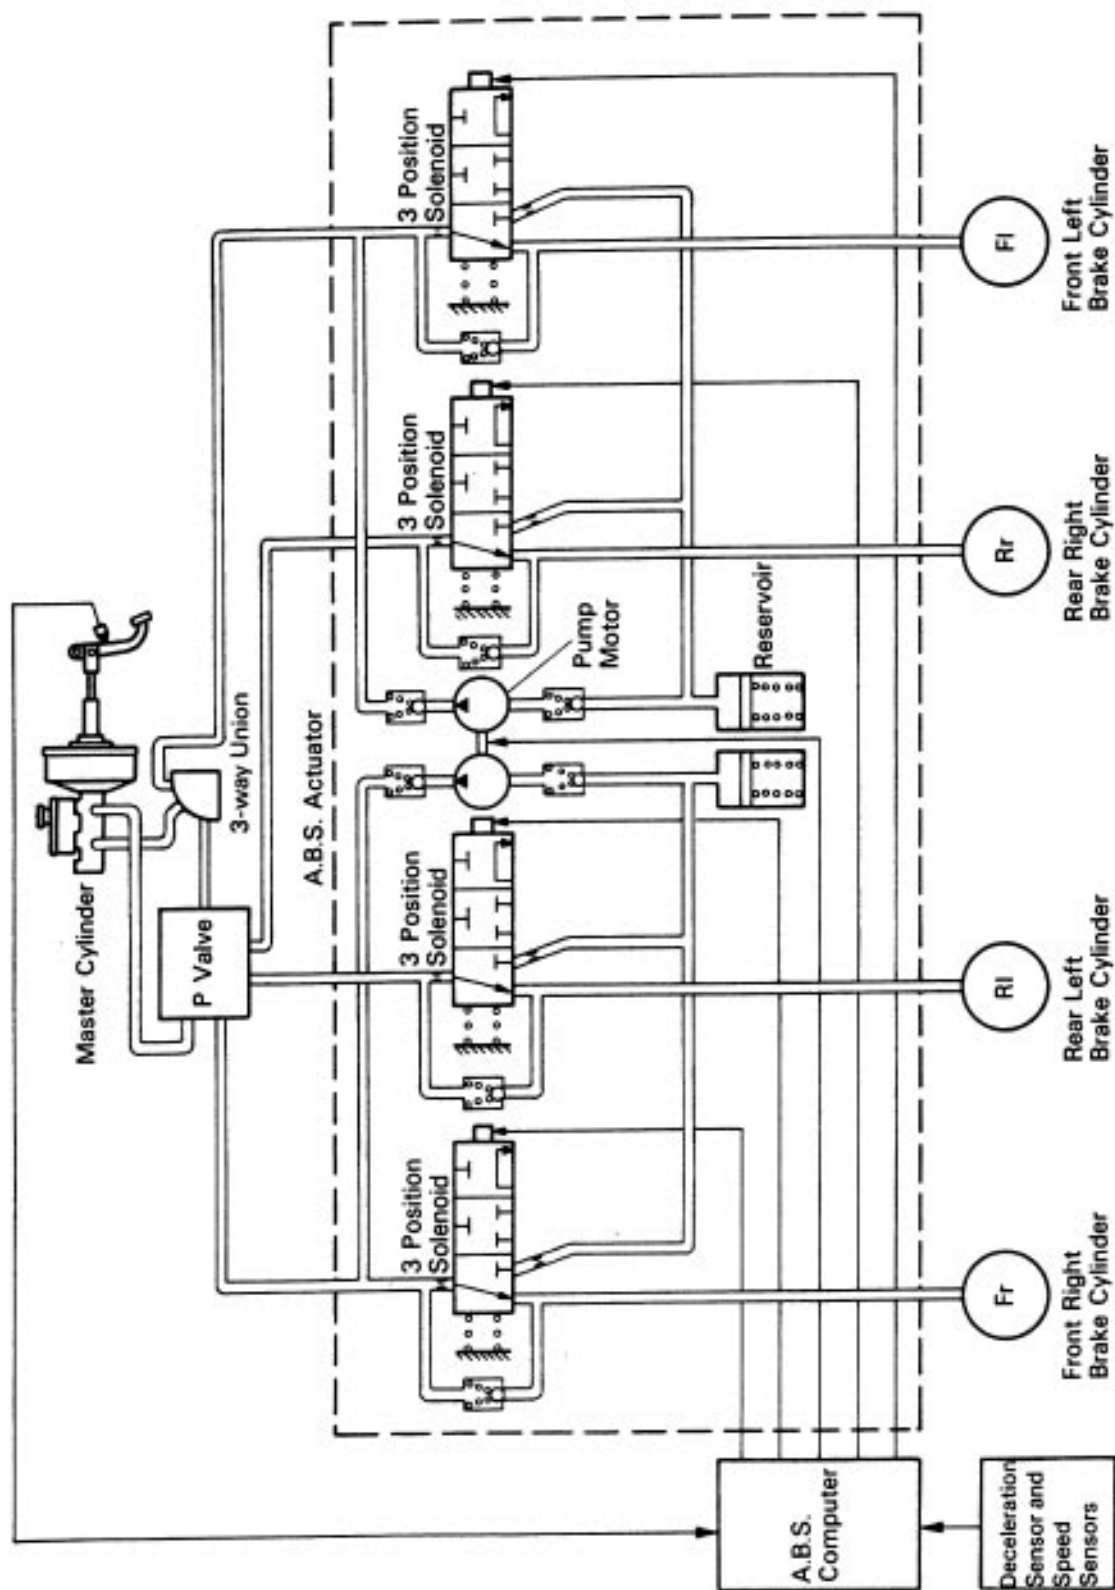 Master Cylinder
P Valve
3-way Union
A.B.S. Actuator
3 Position
Solenoid
3 Position
Solenoid
3 Position
Solenoid
3 Position
Solenoid
Pump
Motor
Reservoir
A.B.S.
Computer
Deceleration
Sensor and
Speed
Sensors
Fr
Rl
Rr
Fl
Front Right
Brake Cylinder
Rear Left
Brake Cylinder
Rear Right
Brake Cylinder
Front Left
Brake Cylinder